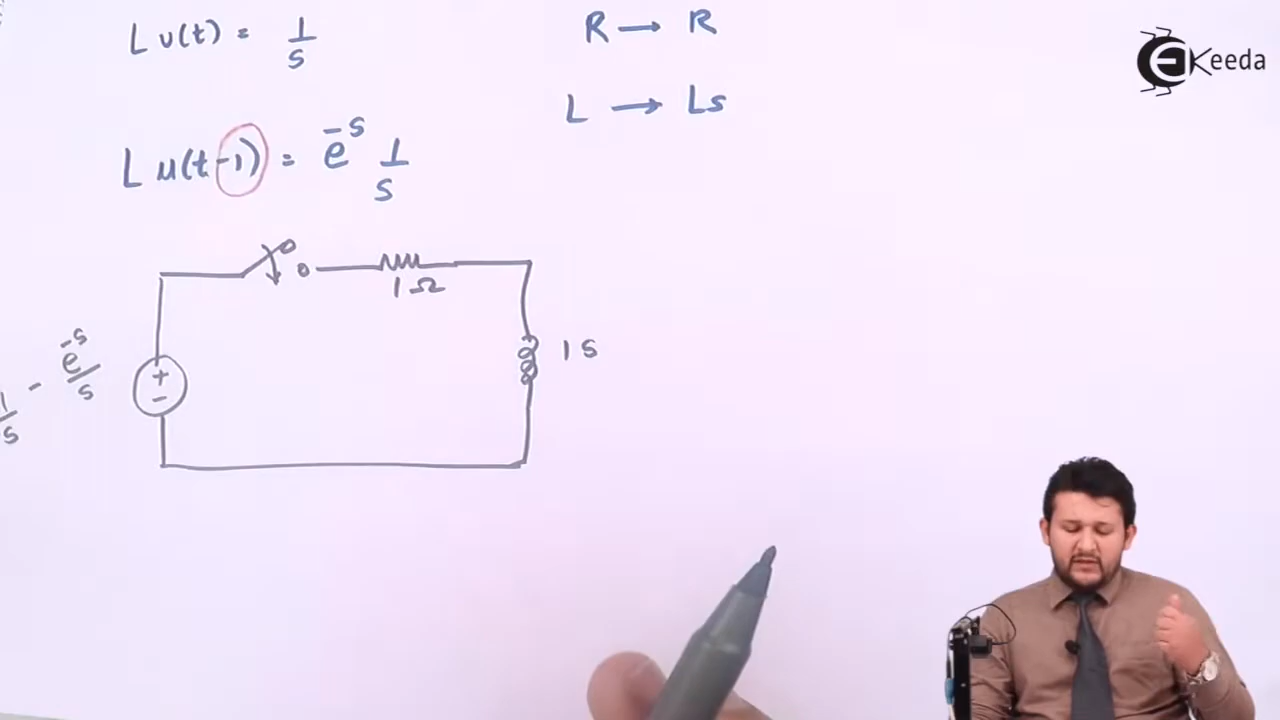 L u(t) = 1/s
R → R
L → Ls
L u(t-1) = e^-s 1/s
1 Ω
1 s
1/s - e^-s/s
+
-
EKeeda